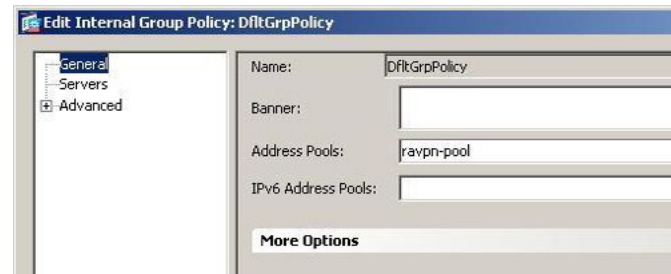 Edit Internal Group Policy: DfltGrpPolicy
General
Servers
Advanced
Name: DfltGrpPolicy
Banner:
Address Pools: ravpn-pool
IPv6 Address Pools:
More Options